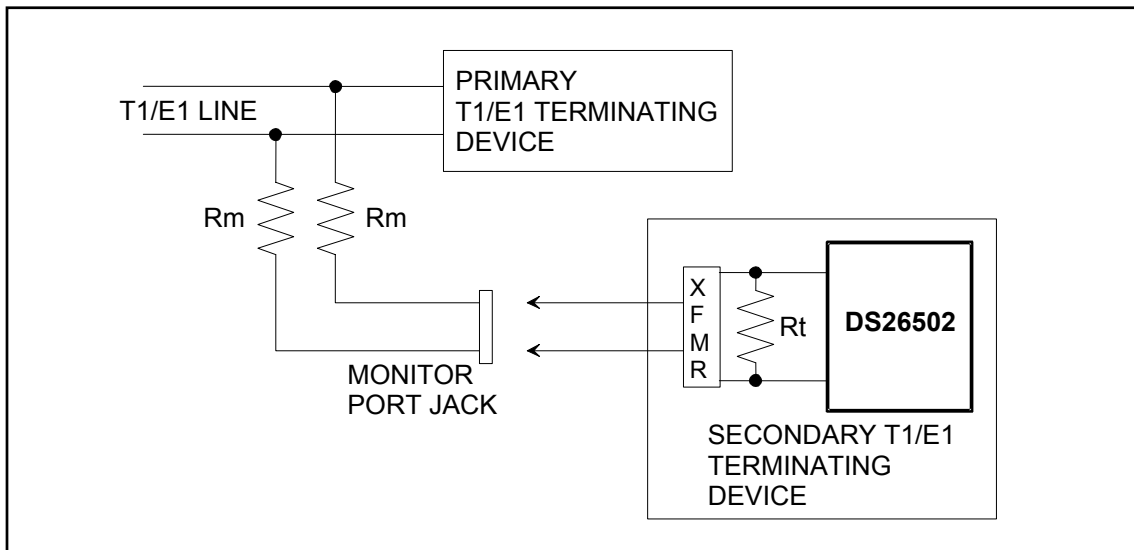 PRIMARY
T1/E1 TERMINATING
DEVICE
T1/E1 LINE
Rm
Rm
MONITOR
PORT JACK
X
F
M
R
Rt
DS26502
SECONDARY T1/E1
TERMINATING
DEVICE